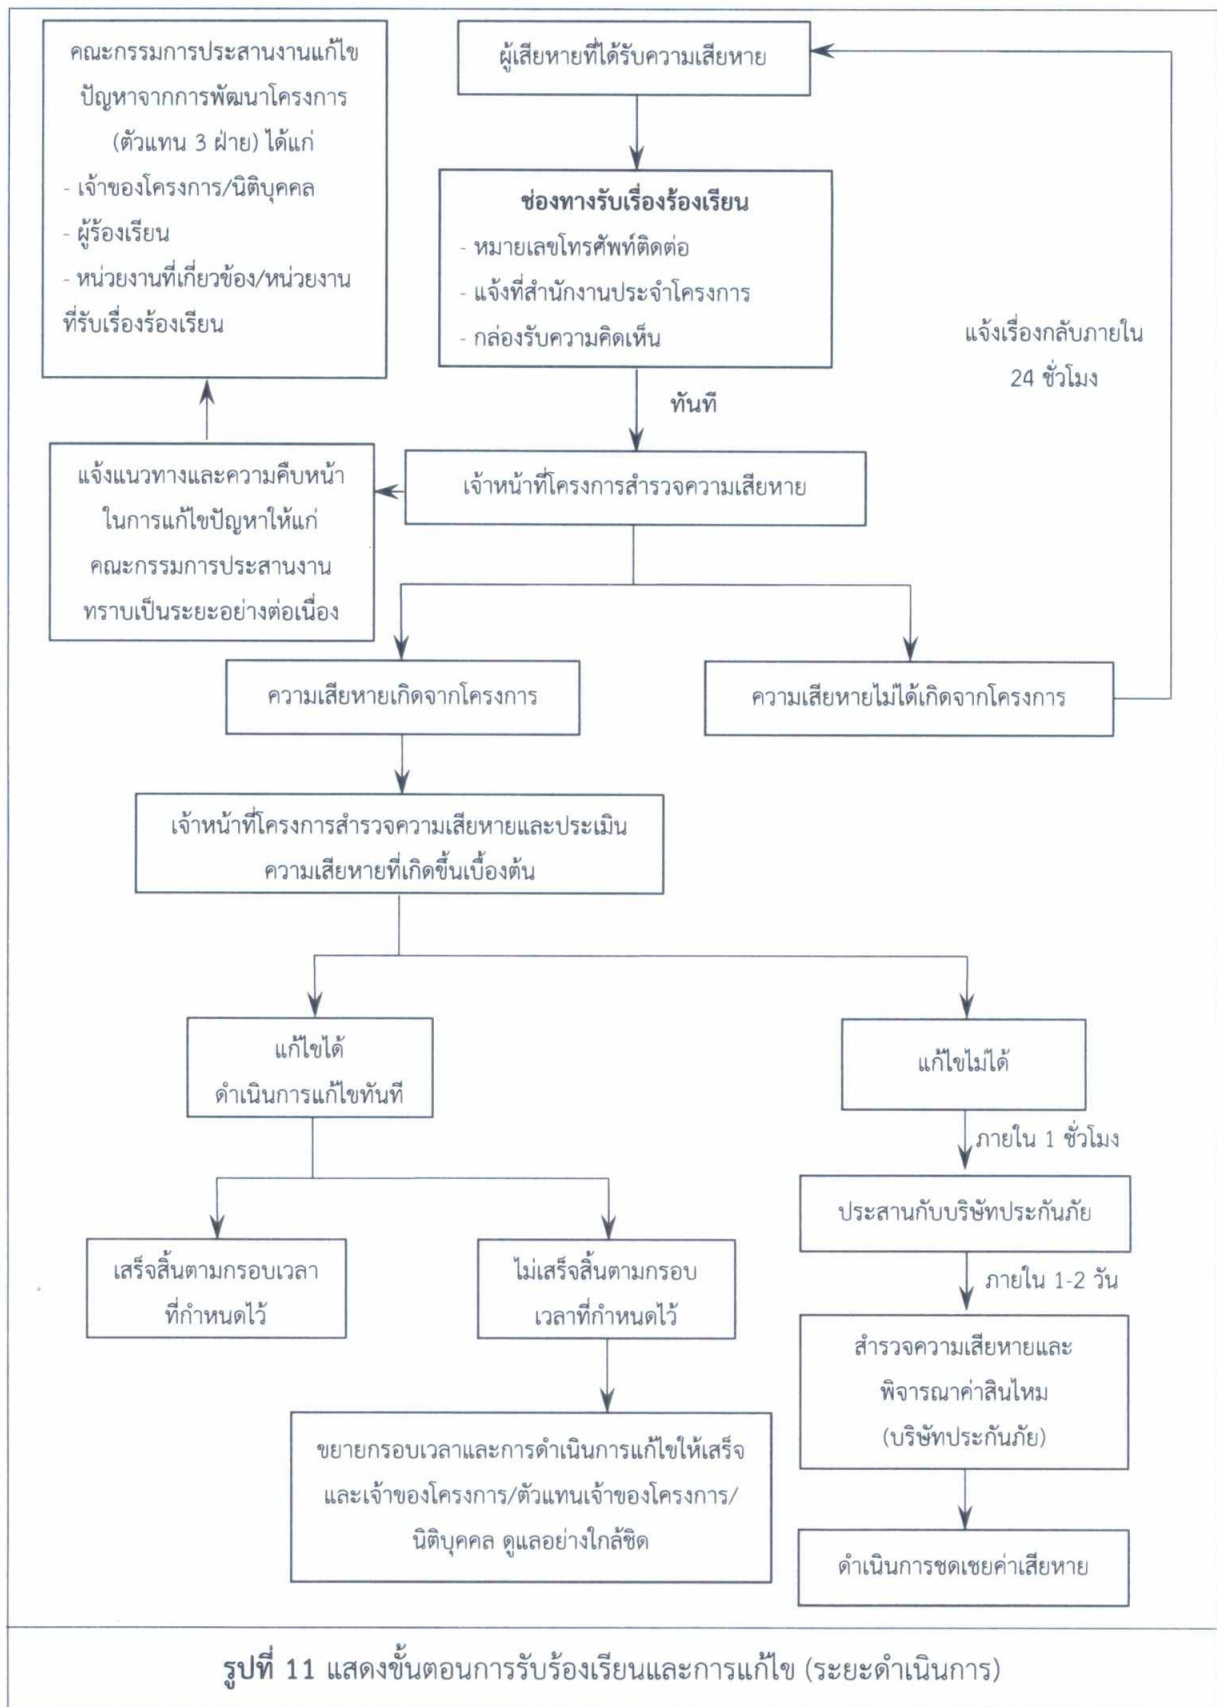 คณะกรรมการประสานงานแก้ไข
ปัญหาจากการพัฒนาโครงการ
(ตัวแทน 3 ฝ่าย) ได้แก่
- เจ้าของโครงการ/นิติบุคคล
- ผู้ร้องเรียน
- หน่วยงานที่เกี่ยวข้อง/หน่วยงาน
ที่รับเรื่องร้องเรียน
ผู้เสียหายที่ได้รับความเสียหาย
ช่องทางรับเรื่องร้องเรียน
- หมายเลขโทรศัพท์ติดต่อ
- แจ้งที่สำนักงานประจำโครงการ
- กล่องรับความคิดเห็น
แจ้งเรื่องกลับภายใน
24 ชั่วโมง
ทันที
แจ้งแนวทางและความคืบหน้า
ในการแก้ไขปัญหาให้แก่
คณะกรรมการประสานงาน
ทราบเป็นระยะอย่างต่อเนื่อง
เจ้าหน้าที่โครงการสำรวจความเสียหาย
ความเสียหายเกิดจากโครงการ
ความเสียหายไม่ได้เกิดจากโครงการ
เจ้าหน้าที่โครงการสำรวจความเสียหายและประเมิน
ความเสียหายที่เกิดขึ้นเบื้องต้น
แก้ไขได้
ดำเนินการแก้ไขทันที
แก้ไขไม่ได้
ภายใน 1 ชั่วโมง
ประสานกับบริษัทประกันภัย
ภายใน 1-2 วัน
เสร็จสิ้นตามกรอบเวลา
ที่กำหนดไว้
ไม่เสร็จสิ้นตามกรอบ
เวลาที่กำหนดไว้
สำรวจความเสียหายและ
พิจารณาค่าสินไหม
(บริษัทประกันภัย)
ขยายกรอบเวลาและการดำเนินการแก้ไขให้เสร็จ
และเจ้าของโครงการ/ตัวแทนเจ้าของโครงการ/
นิติบุคคล ดูแลอย่างใกล้ชิด
ดำเนินการชดเชยค่าเสียหาย
รูปที่ 11 แสดงขั้นตอนการรับร้องเรียนและการแก้ไข (ระยะดำเนินการ)